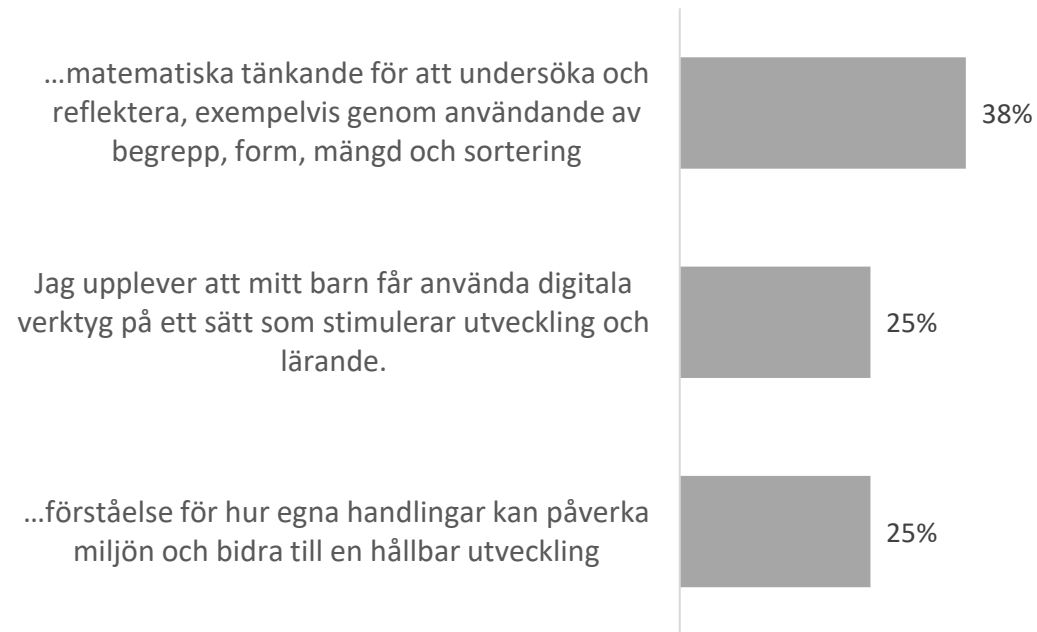 …matematiska tänkande för att undersöka och
reflektera, exempelvis genom användande av
begrepp, form, mängd och sortering
38%
Jag upplever att mitt barn får använda digitala
verktyg på ett sätt som stimulerar utveckling och
lärande.
25%
…förståelse för hur egna handlingar kan påverka
miljön och bidra till en hållbar utveckling
25%